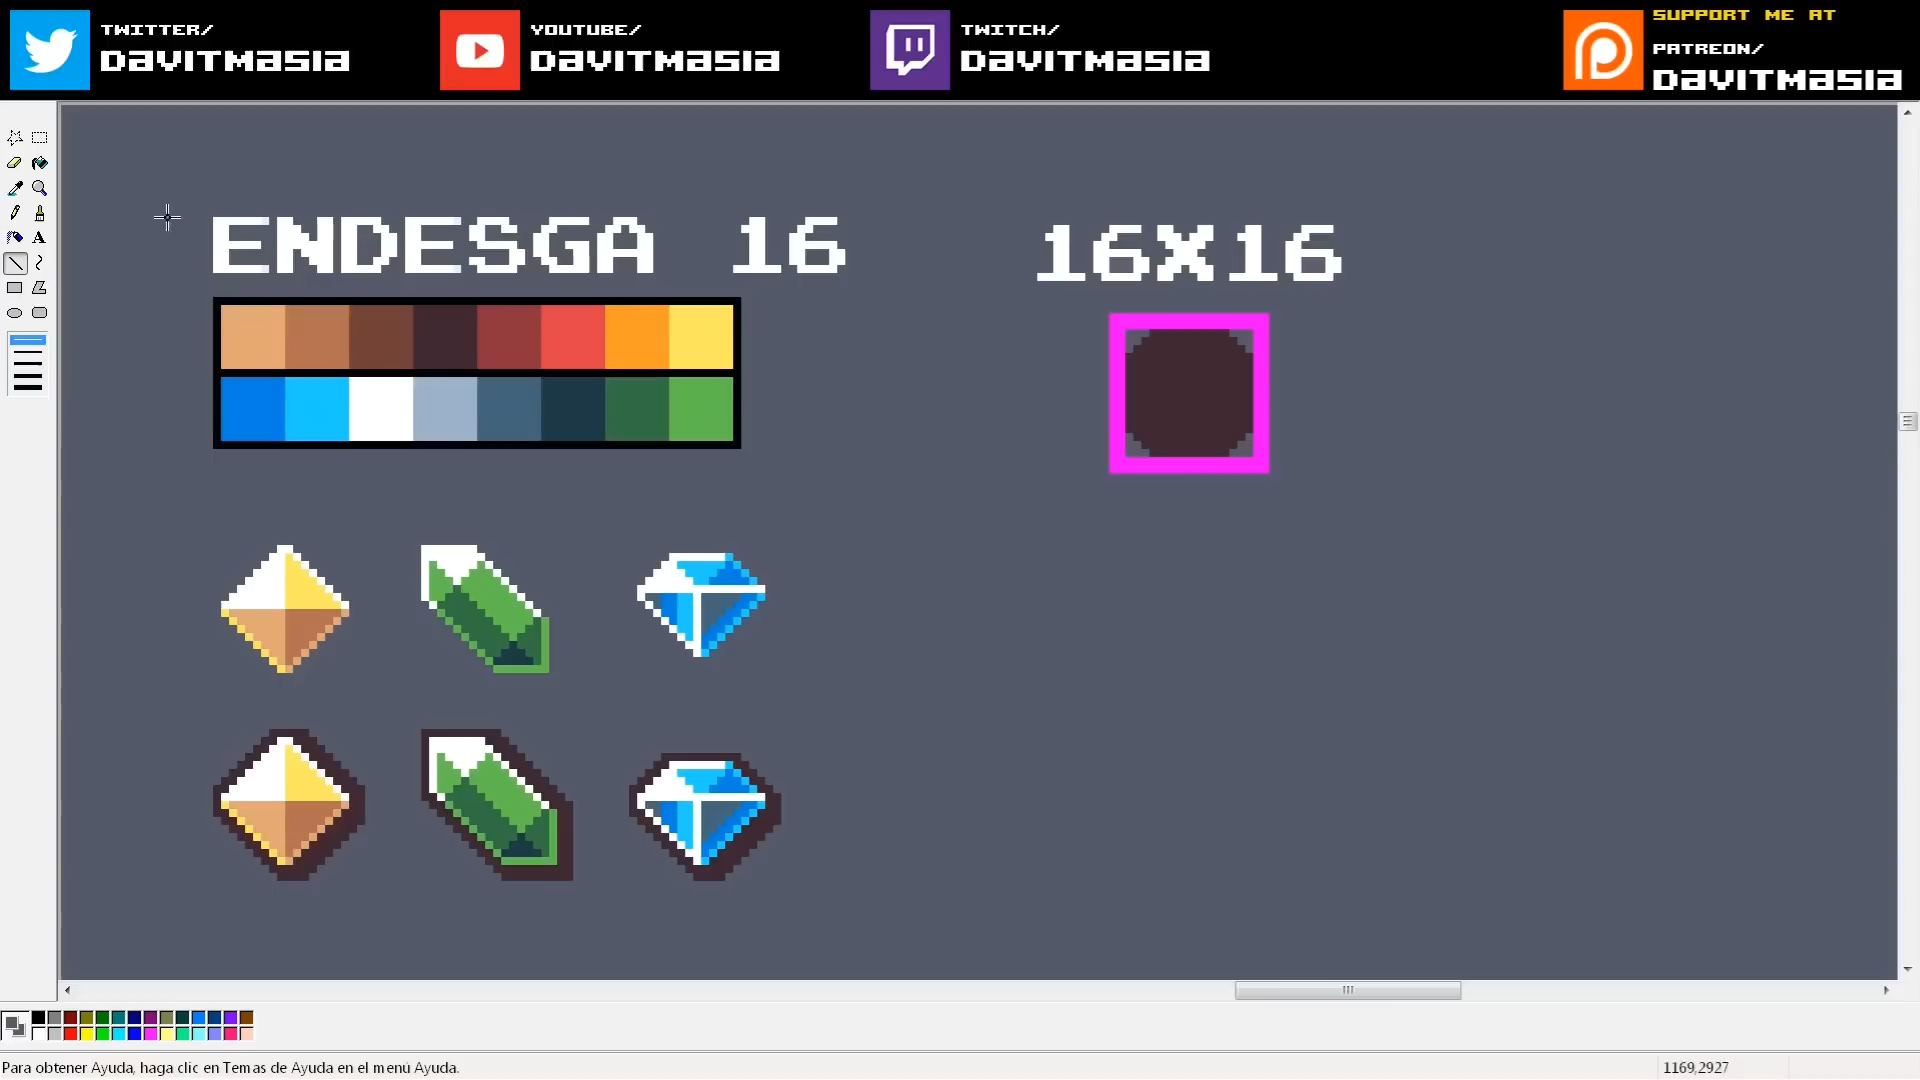 TWITTER/
DAVITMASIA
YOUTUBE/
DAVITMASIA
TWITCH/
DAVITMASIA
SUPPORT ME AT
PATREON/
DAVITMASIA
ENDESGA 16
16X16
A
Para obtener Ayuda, haga clic en Temas de Ayuda en el menú Ayuda.
1169,2927